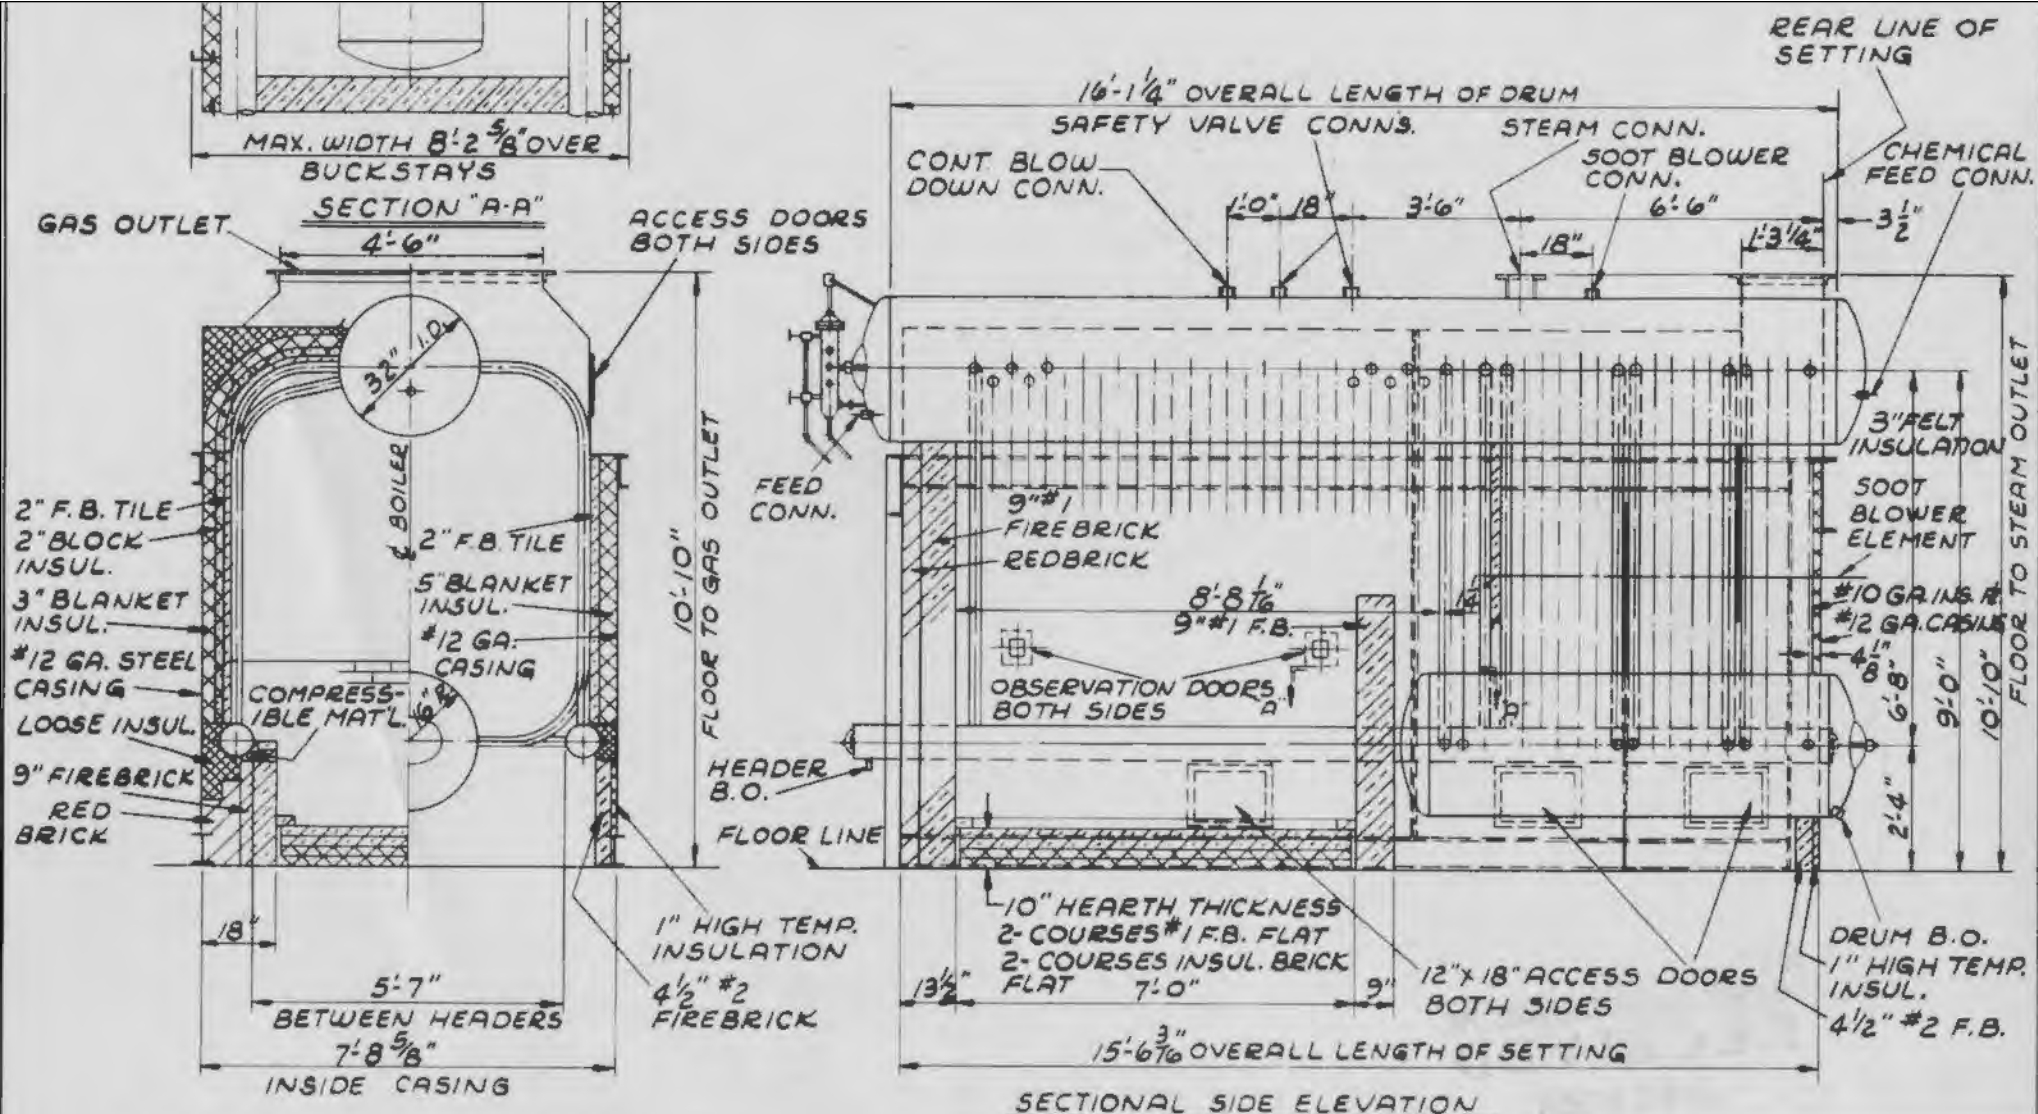 MAX. WIDTH 8'-2 5/8" OVER
BUCKSTAYS
SECTION "A-A"
GAS OUTLET
4'-6"
ACCESS DOORS
BOTH SIDES
32" I.D.
℄ BOILER
2" F.B. TILE
2" BLOCK
INSUL.
3" BLANKET
INSUL.
#12 GA. STEEL
CASING
LOOSE INSUL.
9" FIREBRICK
RED
BRICK
2" F.B. TILE
5" BLANKET
INSUL.
#12 GA.
CASING
COMPRESS-
IBLE MAT'L.
10'-10"
FLOOR TO GAS OUTLET
18"
5'-7"
BETWEEN HEADERS
7'-8 5/8"
INSIDE CASING
1" HIGH TEMP.
INSULATION
4 1/2" #2
FIREBRICK
REAR LINE OF
SETTING
16'-1 1/4" OVERALL LENGTH OF DRUM
SAFETY VALVE CONN'S.
STEAM CONN.
SOOT BLOWER
CONN.
CHEMICAL
FEED CONN.
CONT. BLOW
DOWN CONN.
1'-0"
18"
3'-6"
6'-6"
3 1/2"
18"
1'-3 1/4"
FEED
CONN.
9" #1
FIREBRICK
REDBRICK
3" FELT
INSULATION
SOOT
BLOWER
ELEMENT
#10 GA. INS. &
#12 GA. CASING
8'-8 1/16"
9" #1 F.B.
OBSERVATION DOORS
BOTH SIDES
"A"
4 1/8"
6'-8"
9'-0"
10'-10"
FLOOR TO STEAM OUTLET
2'-4"
HEADER
B.O.
FLOOR LINE
10" HEARTH THICKNESS
2- COURSES #1 F.B. FLAT
2- COURSES INSUL. BRICK
FLAT
13 1/2"
7'-0"
9"
12" X 18" ACCESS DOORS
BOTH SIDES
DRUM B.O.
1" HIGH TEMP.
INSUL.
4 1/2" #2 F.B.
15'-6 3/16" OVERALL LENGTH OF SETTING
SECTIONAL SIDE ELEVATION